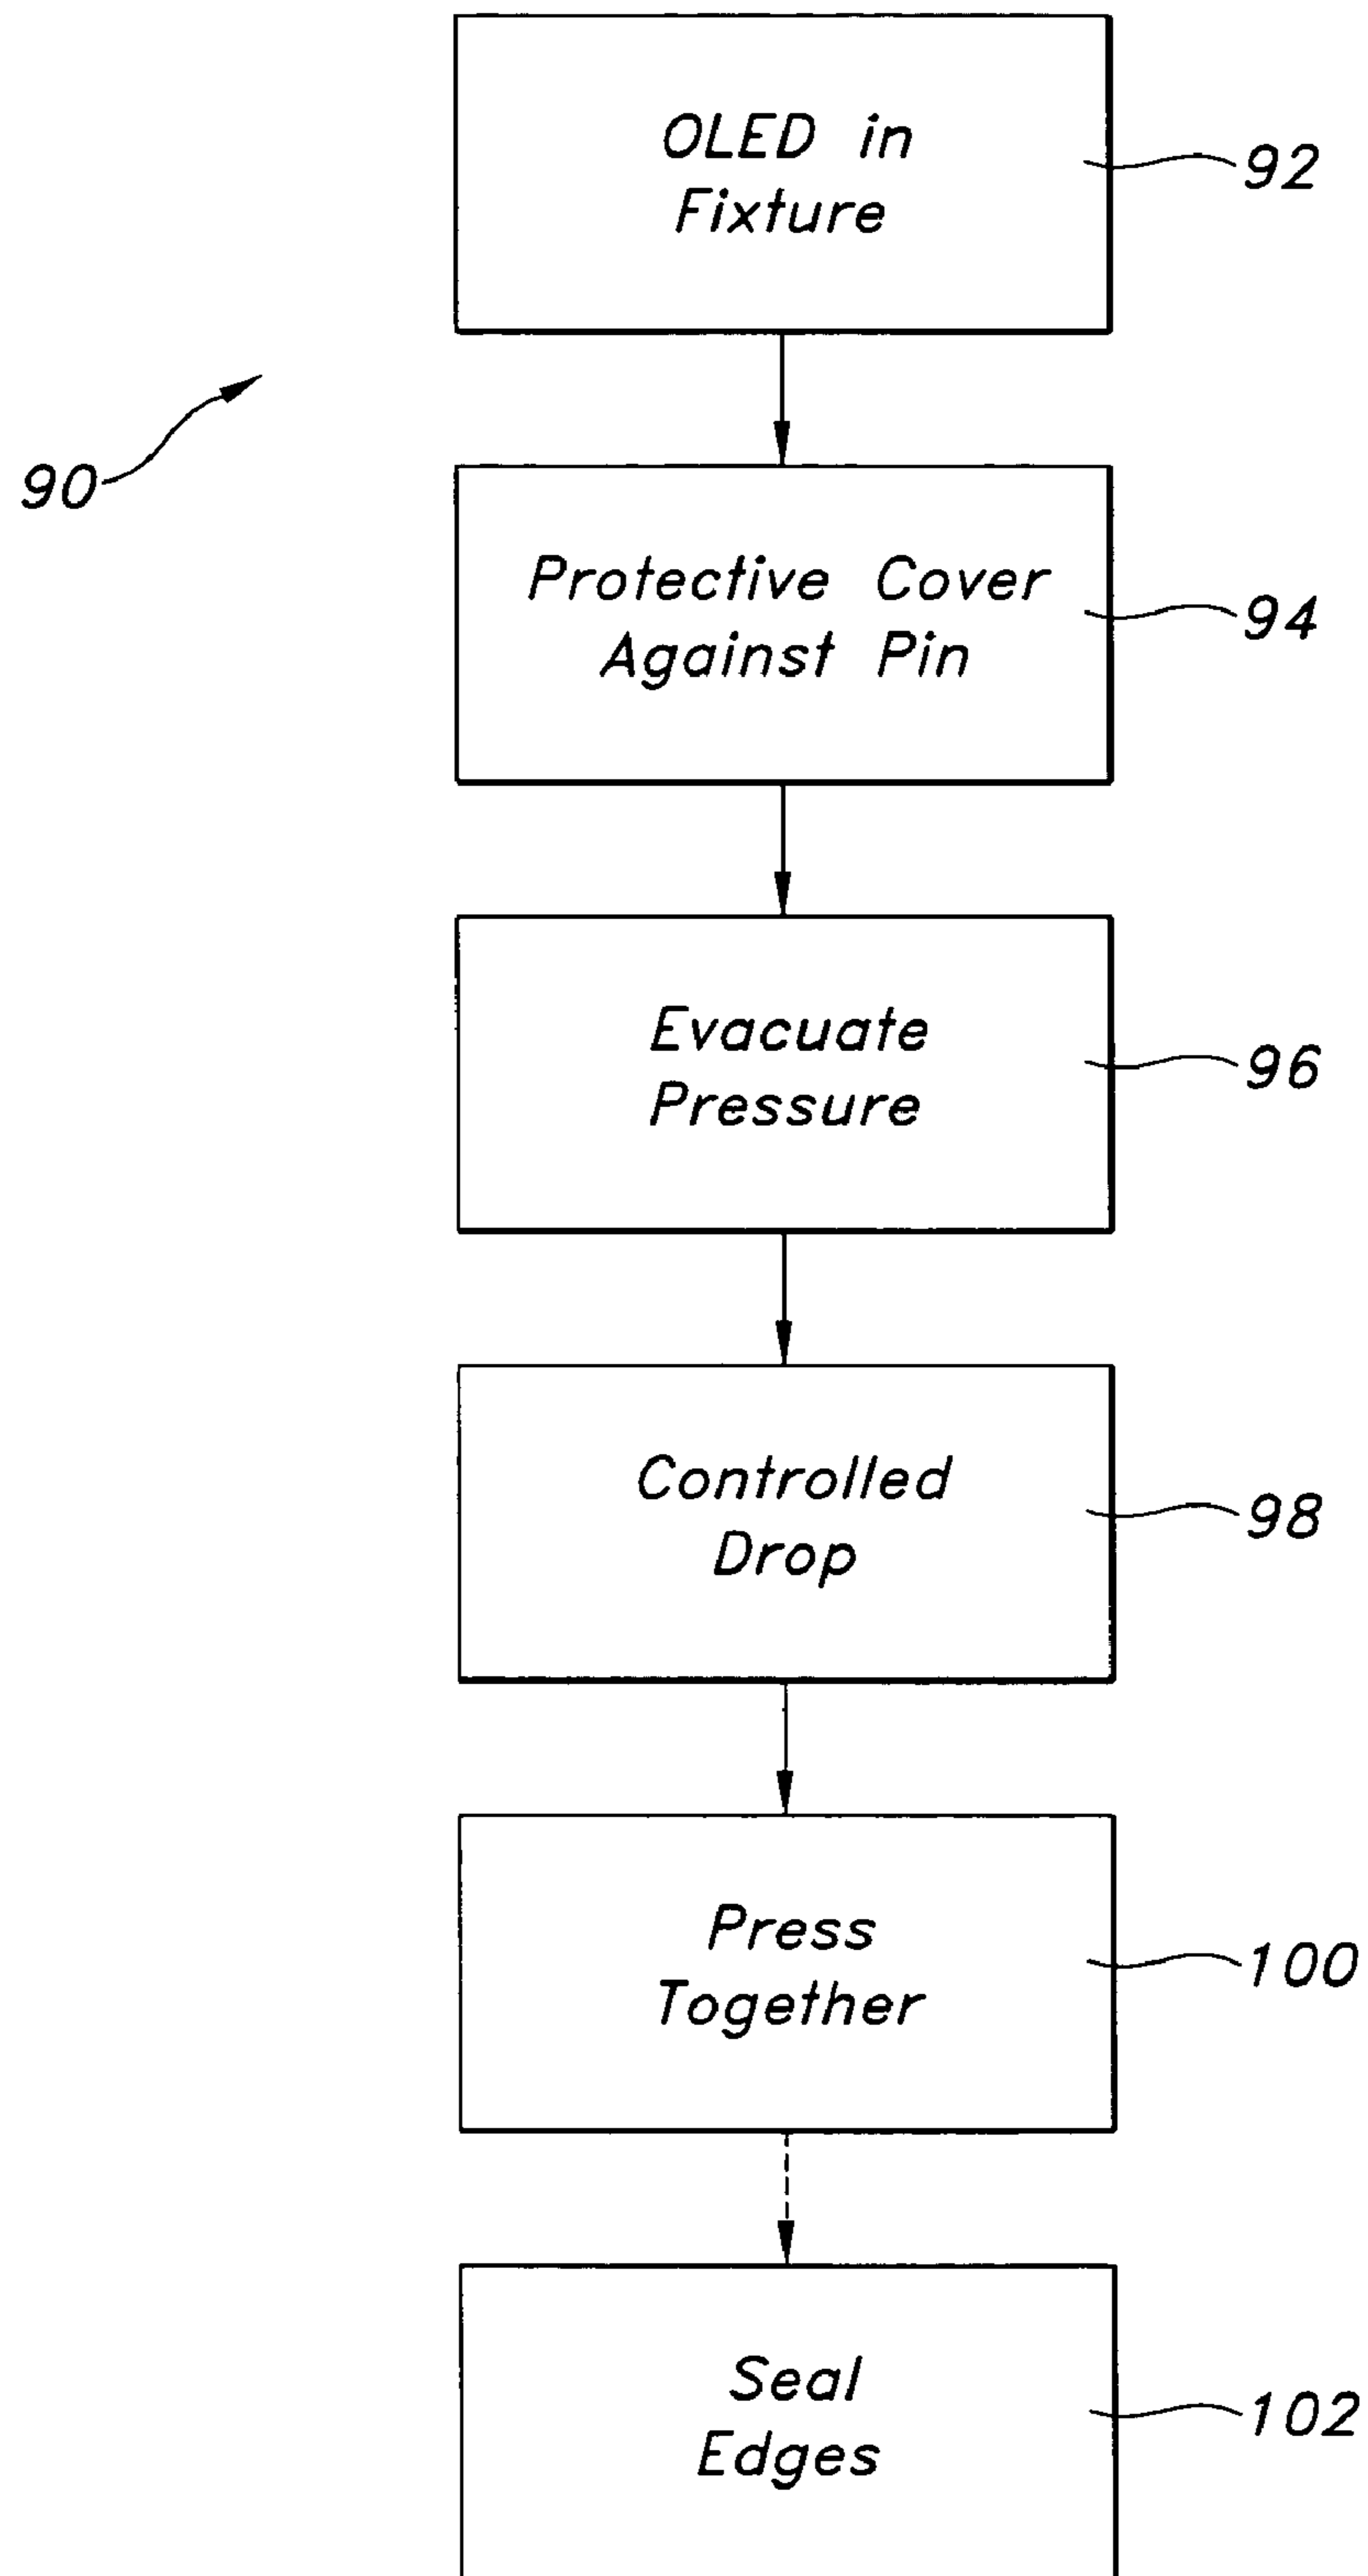 OLED in
Fixture
92
90
Protective Cover
Against Pin
94
Evacuate
Pressure
96
Controlled
Drop
98
Press
Together
100
Seal
Edges
102